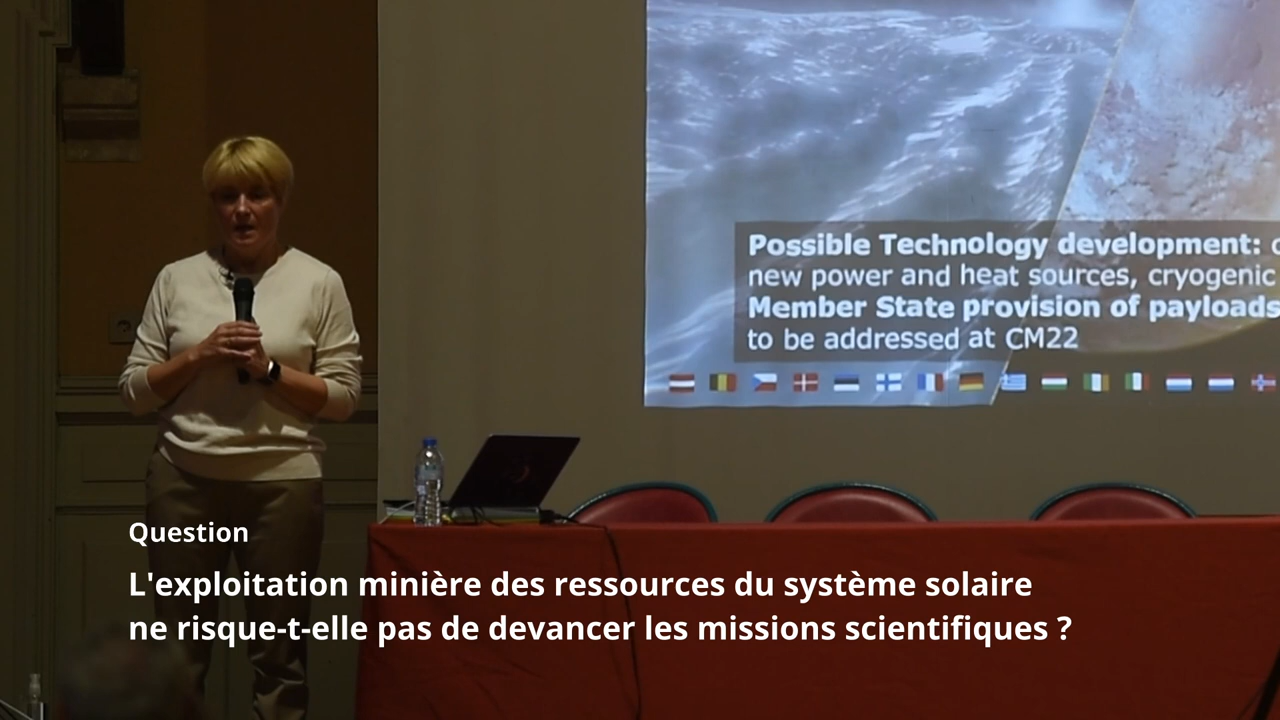 Possible Technology development:
new power and heat sources, cryogenic
Member State provision of payloads
to be addressed at CM22
Question
L'exploitation minière des ressources du système solaire
ne risque-t-elle pas de devancer les missions scientifiques ?